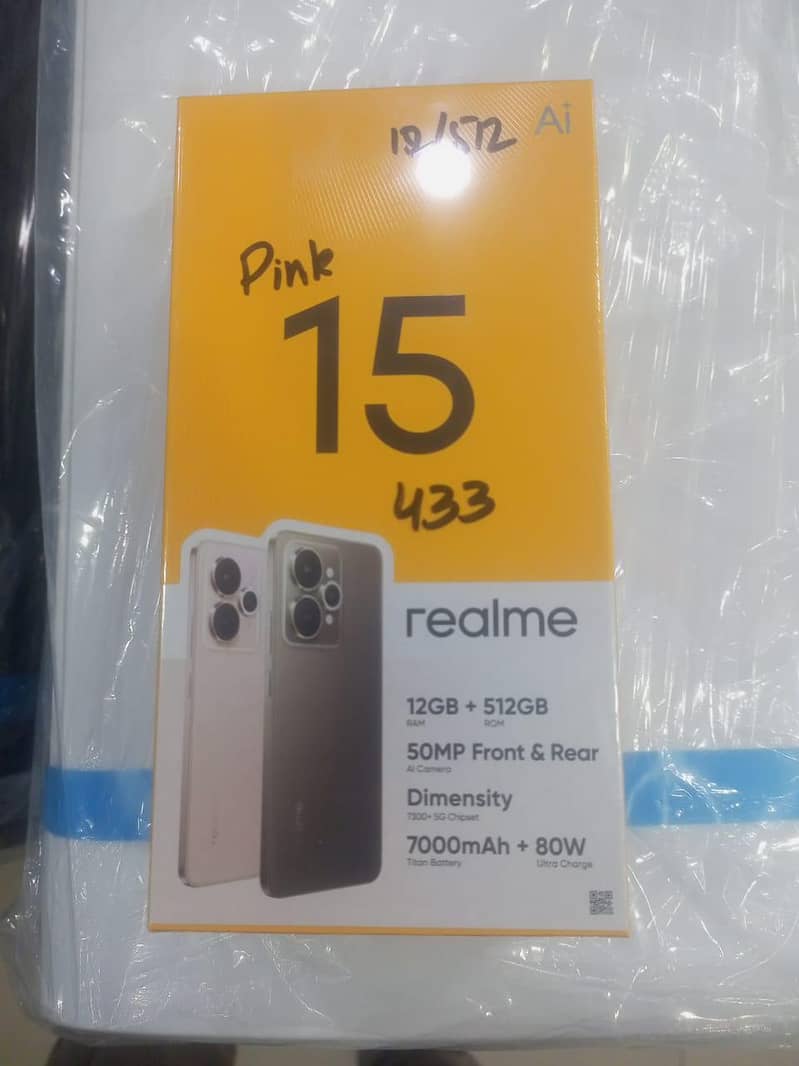 12/512 Ai
Pink
15
433
realme
12GB + 512GB
RAM ROM
50MP Front & Rear
AI Camera
Dimensity
7300+ 5G Chipset
7000mAh + 80W
Titan Battery Ultra Charge